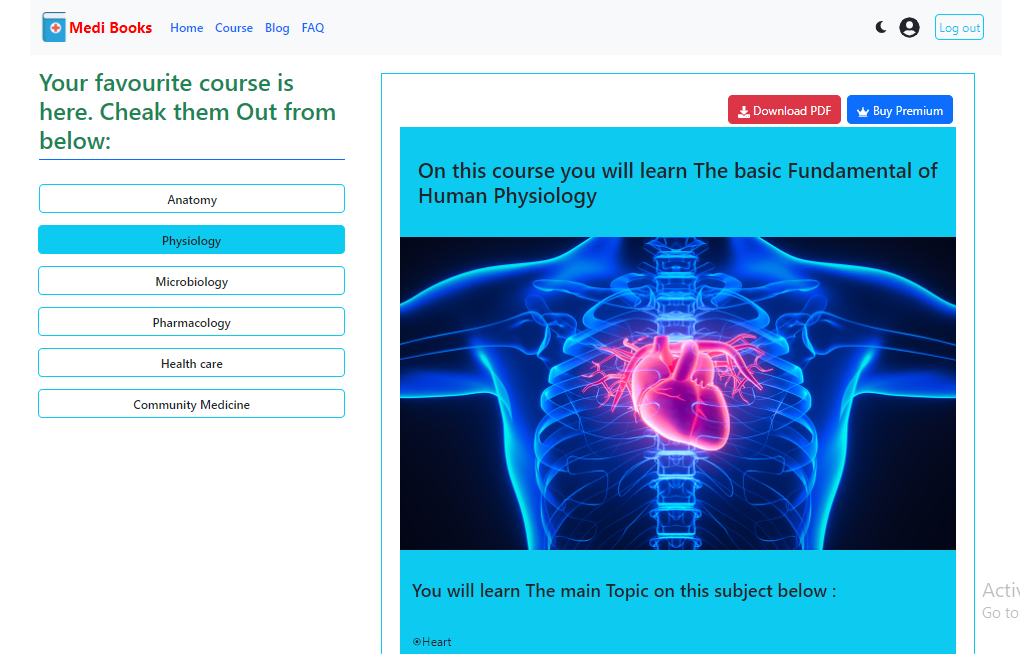 Medi Books Home Course Blog FAQ Log out
Your favourite course is
here. Cheak them Out from
below:
Anatomy
Physiology
Microbiology
Pharmacology
Health care
Community Medicine
Download PDF Buy Premium
On this course you will learn The basic Fundamental of
Human Physiology
You will learn The main Topic on this subject below :
Heart
Go to